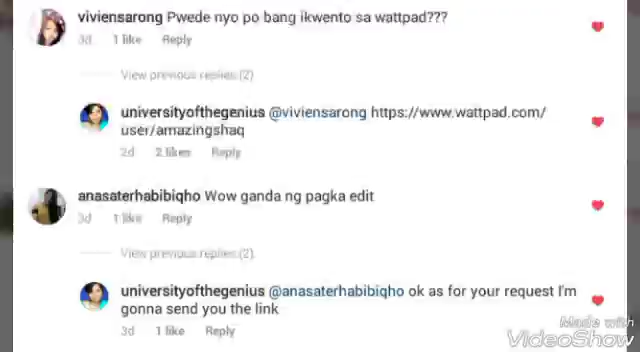 viviensarong Pwede nyo po bang ikwento sa wattpad???
3d 1 like Reply
View previous replies (2)
universityofthegenius @viviensarong https://www.wattpad.com/
user/amazingshaq
2d 2 likes Reply
anasaterhabibiqho Wow ganda ng pagka edit
3d 1 like Reply
View previous replies (2)
universityofthegenius @anasaterhabibiqho ok as for your request I'm
gonna send you the link
3d 1 like Reply
Made with
VideoShow